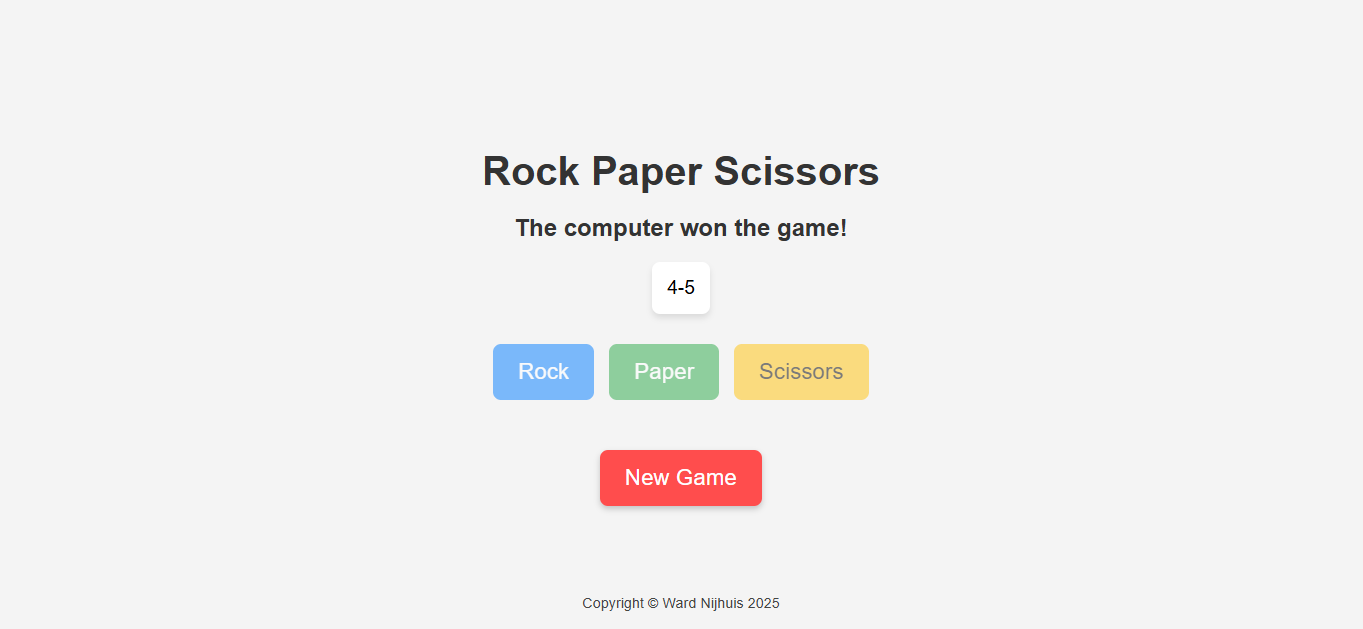 Rock Paper Scissors
The computer won the game!
4-5
Rock Paper Scissors
New Game
Copyright © Ward Nijhuis 2025